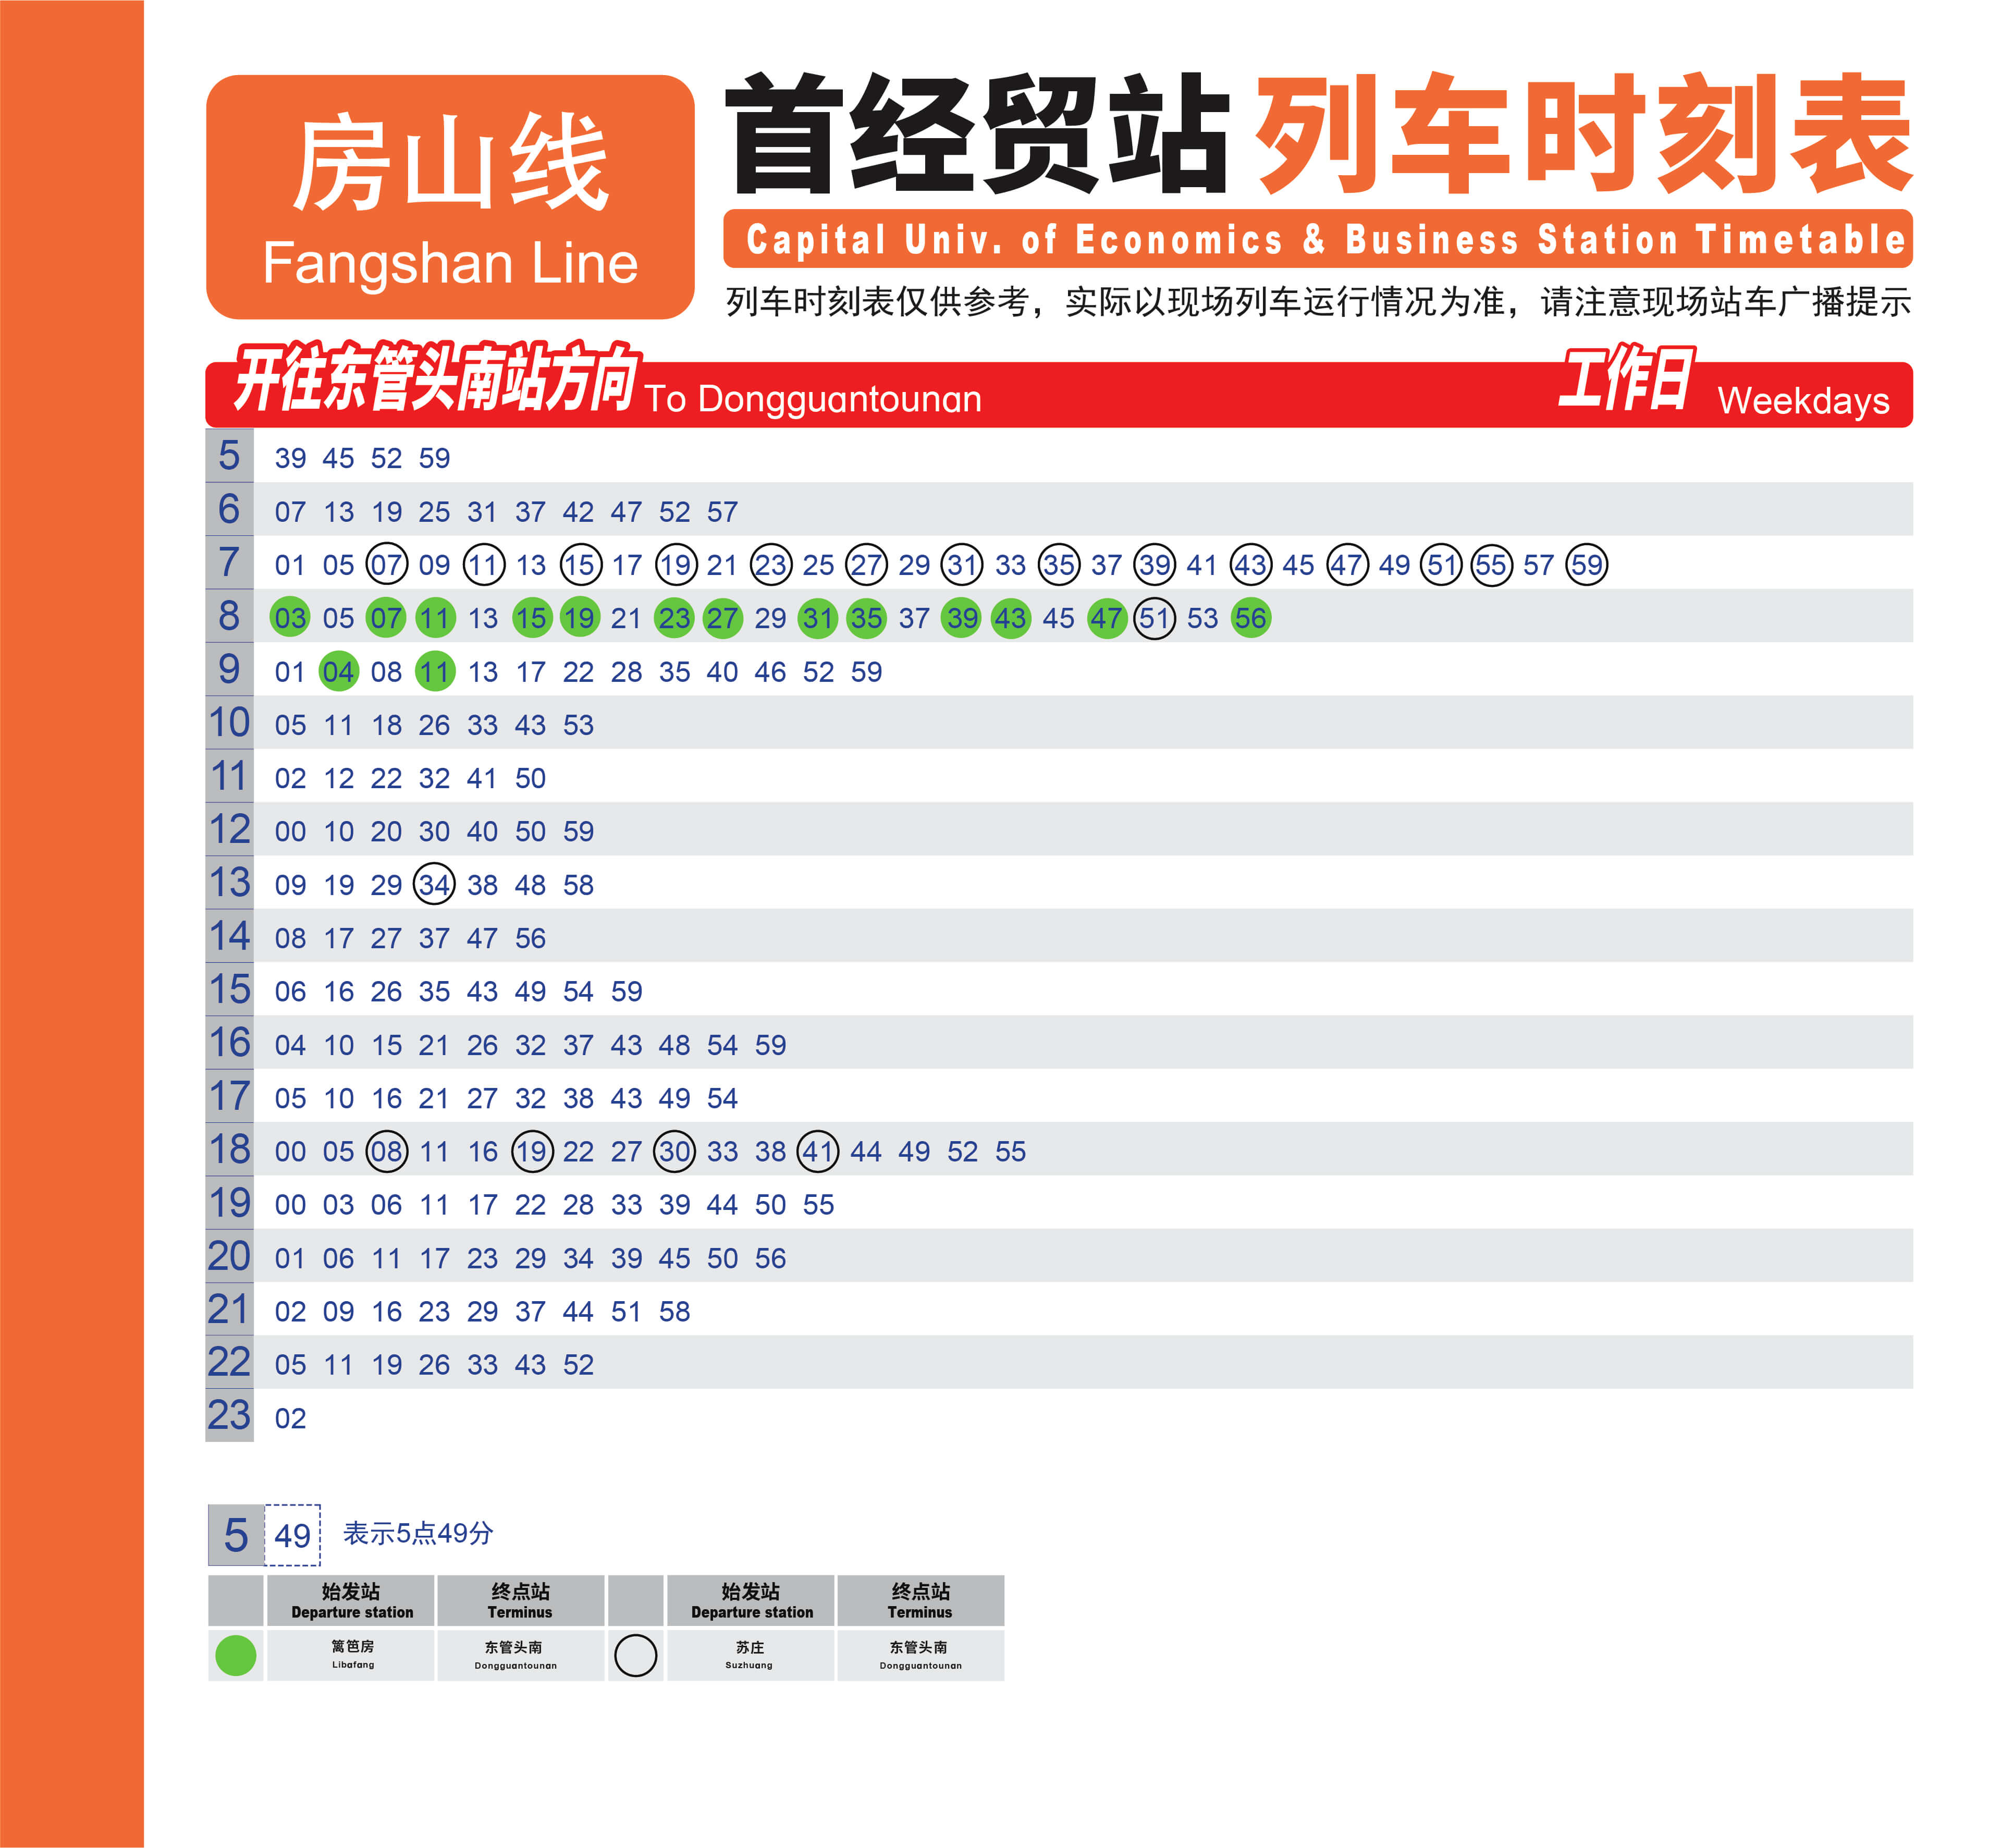 房山线
Fangshan Line
首经贸站 列车时刻表
Capital Univ. of Economics & Business Station Timetable
列车时刻表仅供参考，实际以现场列车运行情况为准，请注意现场站车广播提示
开往东管头南站方向 To Dongguantounan 工作日 Weekdays
5 39 45 52 59
6 07 13 19 25 31 37 42 47 52 57
7 01 05 07 09 11 13 15 17 19 21 23 25 27 29 31 33 35 37 39 41 43 45 47 49 51 55 57 59
8 03 05 07 11 13 15 19 21 23 27 29 31 35 37 39 43 45 47 51 53 56
9 01 04 08 11 13 17 22 28 35 40 46 52 59
10 05 11 18 26 33 43 53
11 02 12 22 32 41 50
12 00 10 20 30 40 50 59
13 09 19 29 34 38 48 58
14 08 17 27 37 47 56
15 06 16 26 35 43 49 54 59
16 04 10 15 21 26 32 37 43 48 54 59
17 05 10 16 21 27 32 38 43 49 54
18 00 05 08 11 16 19 22 27 30 33 38 41 44 49 52 55
19 00 03 06 11 17 22 28 33 39 44 50 55
20 01 06 11 17 23 29 34 39 45 50 56
21 02 09 16 23 29 37 44 51 58
22 05 11 19 26 33 43 52
23 02
5 49 表示5点49分
始发站 终点站 始发站 终点站
Departure station Terminus Departure station Terminus
篱笆房 东管头南 苏庄 东管头南
Libafang Dongguantounan Suzhuang Dongguantounan